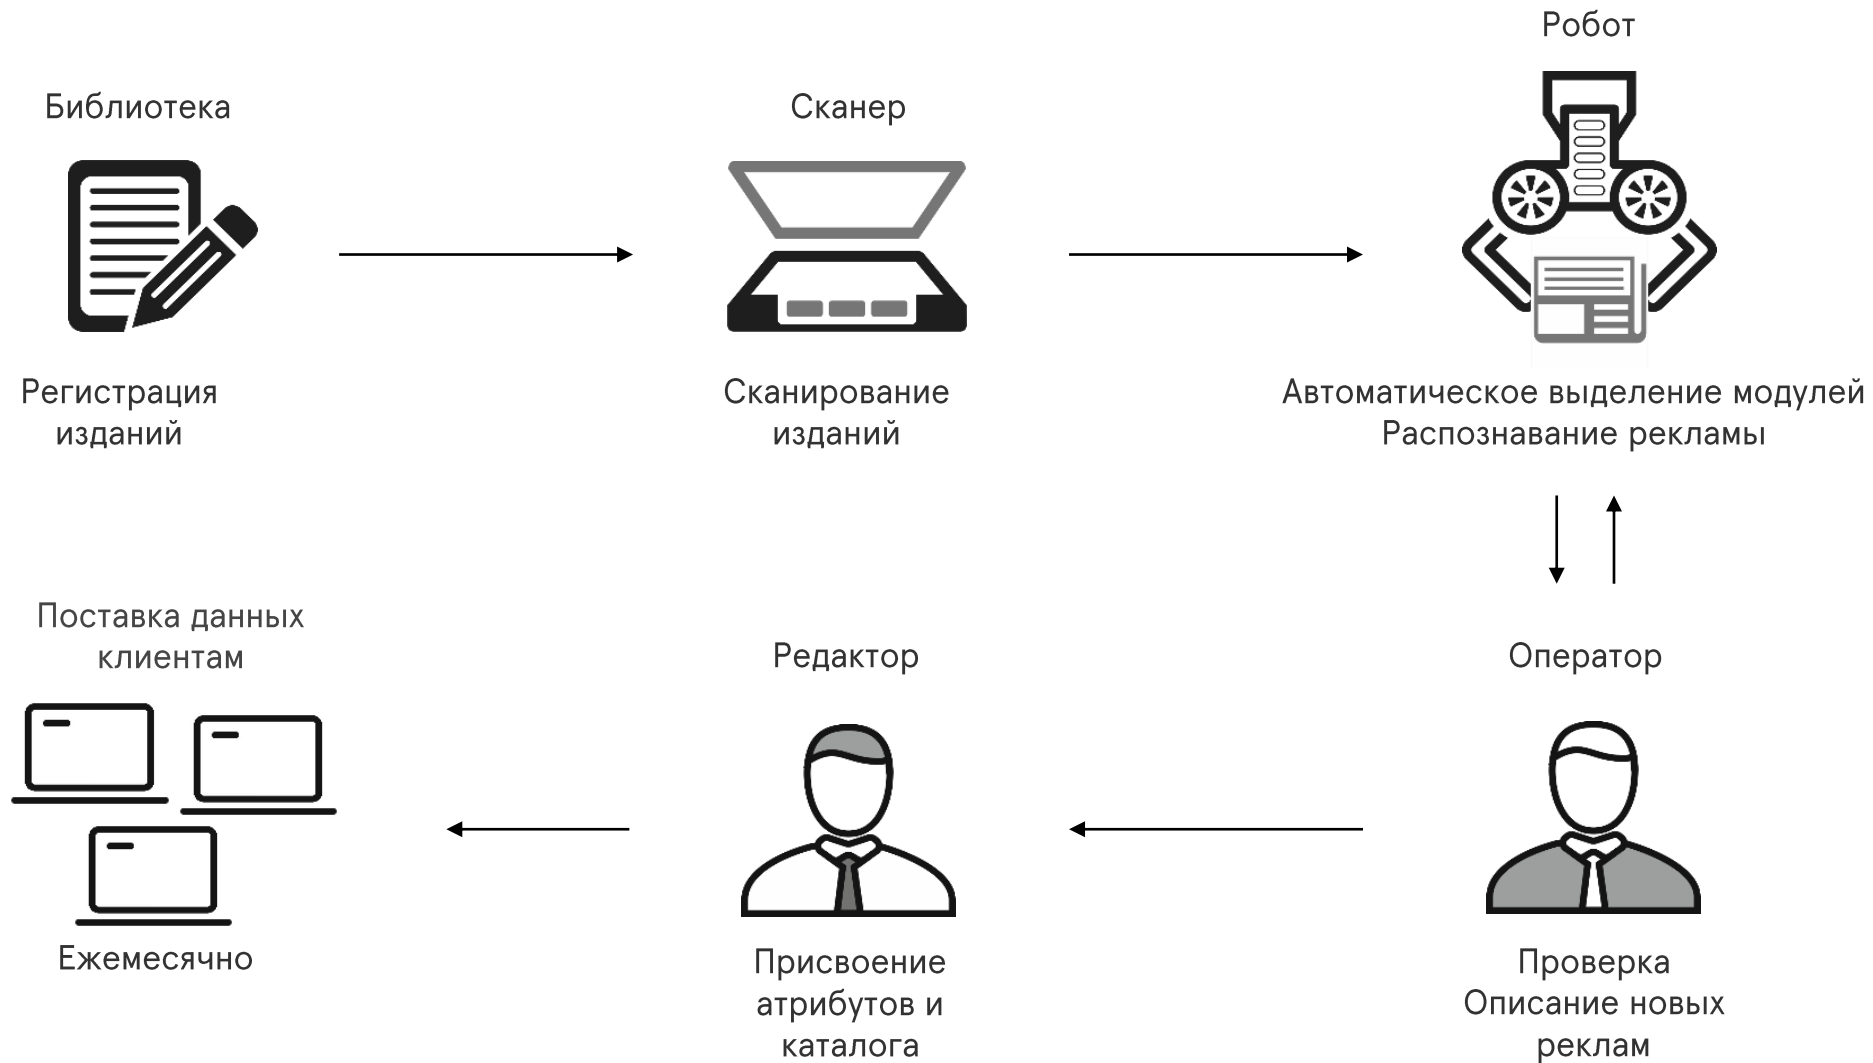 Библиотека
Регистрация
изданий
Сканер
Сканирование
изданий
Робот
Автоматическое выделение модулей
Распознавание рекламы
Оператор
Проверка
Описание новых
реклам
Редактор
Присвоение
атрибутов и
каталога
Поставка данных
клиентам
Ежемесячно